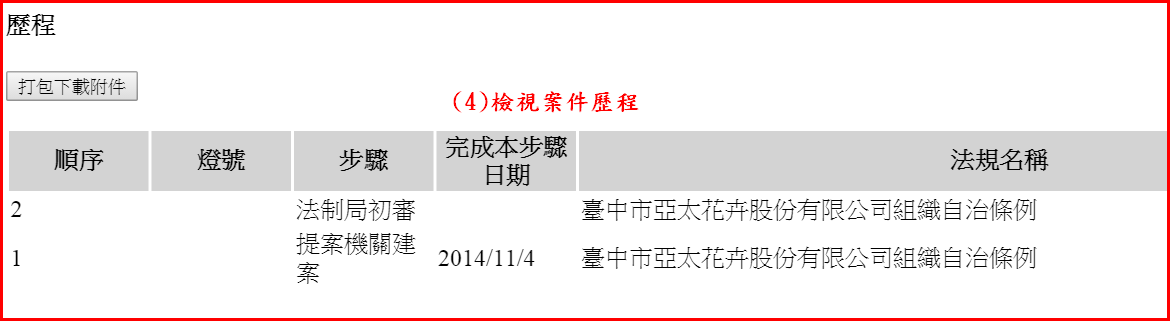 歷程
打包下載附件
(4)檢視案件歷程
順序 燈號 步驟 完成本步驟日期 法規名稱
2 法制局初審 臺中市亞太花卉股份有限公司組織自治條例
1 提案機關建案 2014/11/4 臺中市亞太花卉股份有限公司組織自治條例